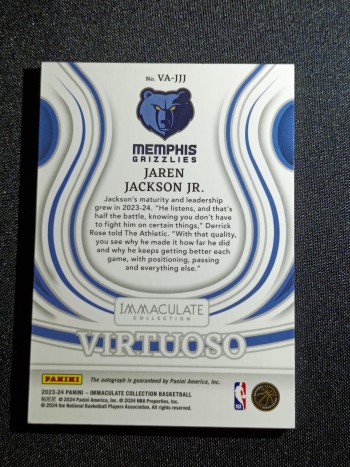 No. VA-JJJ
MEMPHIS
GRIZZLIES
JAREN
JACKSON JR.
Jackson's maturity and leadership
grew in 2023-24. "He listens, and that's
half the battle, knowing you don't have
to fight him on certain things," Derrick
Rose told The Athletic. "With that quality,
you see why he made it how far he did
and why he keeps getting better each
game, with positioning, passing
and everything else."
IMMACULATE
COLLECTION
VIRTUOSO
PANINI
The autograph is guaranteed by Panini America, Inc.
2023-24 PANINI – IMMACULATE COLLECTION BASKETBALL
© 2024 Panini America, Inc. © 2024 NBA Properties, Inc.
© 2024 the National Basketball Players Association. All rights reserved.